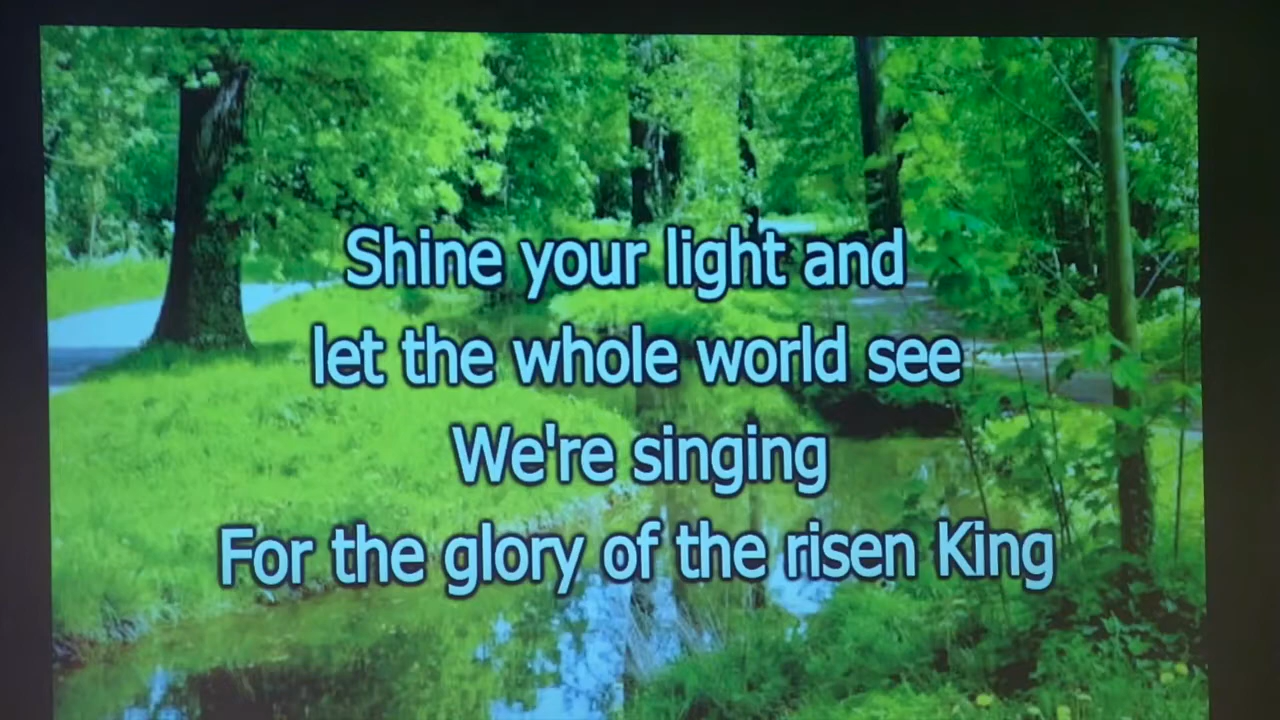 Shine your light and
let the whole world see
We're singing
For the glory of the risen King